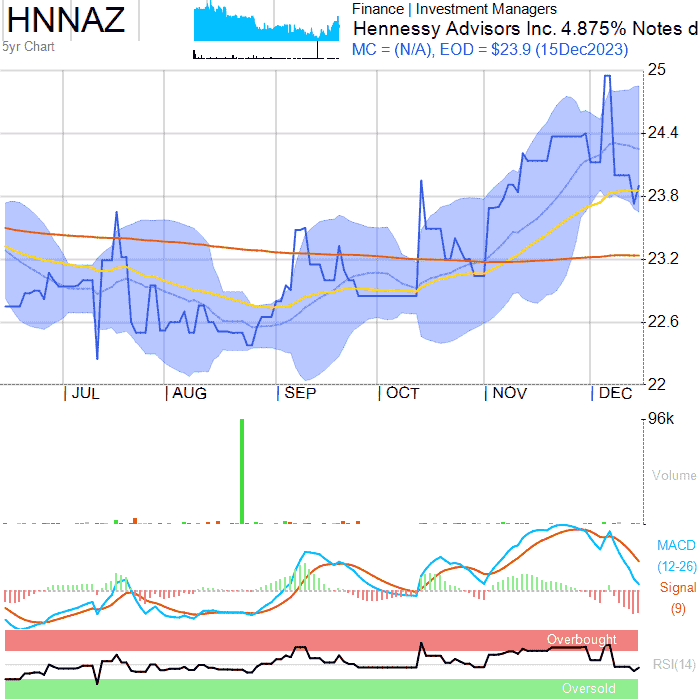 HNNAZ
5yr Chart
Finance | Investment Managers
Hennessy Advisors Inc. 4.875% Notes d
MC = (N/A), EOD = $23.9 (15Dec2023)
25
24.4
23.8
23.2
22.6
22
JUL AUG SEP OCT NOV DEC
96k
Volume
MACD
(12-26)
Signal
(9)
Overbought
RSI(14)
Oversold